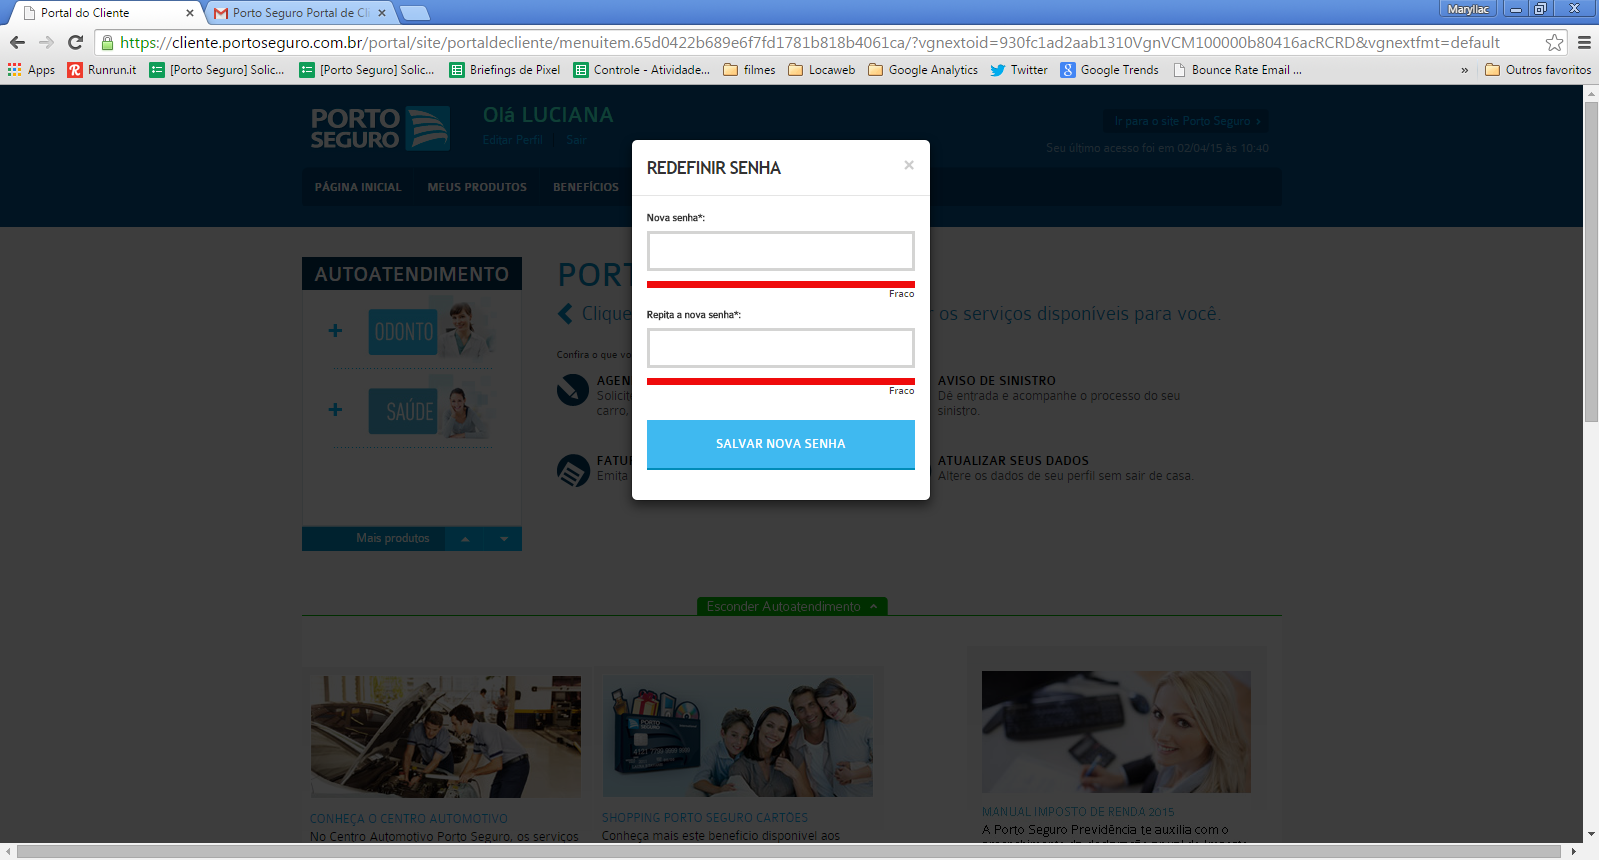 Portal do Cliente
Porto Seguro Portal de Cli
Maryllac
https://cliente.portoseguro.com.br/portal/site/portaldecliente/menuitem.65d0422b689e6f7fd1781b818b4061ca/?vgnextoid=930fc1ad2aab1310VgnVCM100000b80416acRCRD&vgnextfmt=default
Apps Runrun.it [Porto Seguro] Solic... [Porto Seguro] Solic... Briefings de Pixel Controle - Atividade... filmes Locaweb Google Analytics Twitter Google Trends Bounce Rate Email ... » Outros favoritos
PORTO SEGURO
Olá LUCIANA
Editar Perfil | Sair
Ir para o site Porto Seguro >
Seu último acesso foi em 02/04/15 às 10:40
PÁGINA INICIAL MEUS PRODUTOS BENEFÍCIOS
REDEFINIR SENHA ×
Nova senha*:
Fraco
Repita a nova senha*:
Fraco
SALVAR NOVA SENHA
AUTOATENDIMENTO
+ ODONTO
+ SAÚDE
Mais produtos
PORT
Clique r os serviços disponíveis para você.
Confira o que vo
AGEN
Solicite
carro,
AVISO DE SINISTRO
Dê entrada e acompanhe o processo do seu
sinistro.
FATU
Emita
ATUALIZAR SEUS DADOS
Altere os dados de seu perfil sem sair de casa.
Esconder Autoatendimento
CONHEÇA O CENTRO AUTOMOTIVO
No Centro Automotivo Porto Seguro, os serviços
PORTO
SEGURO
SHOPPING PORTO SEGURO CARTÕES
Conheça mais este benefício disponível aos
MANUAL IMPOSTO DE RENDA 2015
A Porto Seguro Previdência te auxilia com o